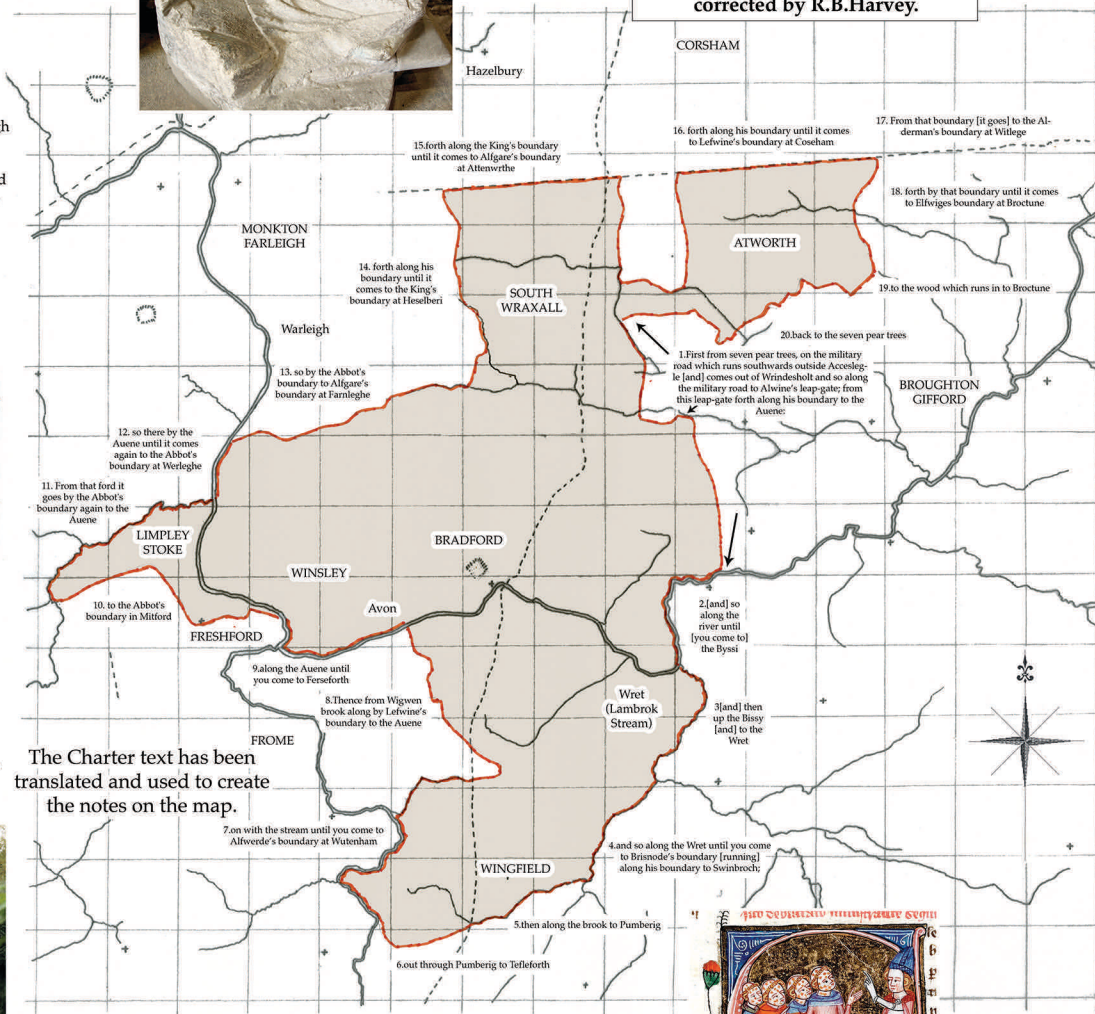 corrected by R.B.Harvey.
CORSHAM
Hazelbury
gh
d
15.forth along the King's boundary
until it comes to Alfgare's boundary
at Attenwrthe
16. forth along his boundary until it comes
to Lefwine's boundary at Coseham
17. From that boundary [it goes] to the Al-
derman's boundary at Witlege
18. forth by that boundary until it comes
to Elfwiges boundary at Broctune
MONKTON
FARLEIGH
ATWORTH
14. forth along his
boundary until it
comes to the King's
boundary at Heselberi
SOUTH
WRAXALL
19.to the wood which runs in to Broctune
Warleigh
20.back to the seven pear trees
1.First from seven pear trees, on the military
road which runs southwards outside Acceseg-
le [and] comes out of Wrindesholt and so along
the military road to Alwine's leap-gate; from
this leap-gate forth along his boundary to the
Auene:
13. so by the Abbot's
boundary to Alfgare's
boundary at Farnleghe
BROUGHTON
GIFFORD
12. so there by the
Auene until it comes
again to the Abbot's
boundary at Werleghe
11. From that ford it
goes by the Abbot's
boundary again to the
Auene
LIMPLEY
STOKE
BRADFORD
WINSLEY
10. to the Abbot's
boundary in Mitford
Avon
2.[and] so
along the
river until
[you come to]
the Byssi
FRESHFORD
9.along the Auene until
you come to Ferseforth
8.Thence from Wigwen
brook along by Lefwine's
boundary to the Auene
Wret
(Lambrok
Stream)
3[and] then
up the Bissy
[and] to the
Wret
FROME
The Charter text has been
translated and used to create
the notes on the map.
7.on with the stream until you come to
Alfwerde's boundary at Wutenham
4.and so along the Wret until you come
to Brisnode's boundary [running]
along his boundary to Swinbroch;
WINGFIELD
5.then along the brook to Pumberig
6.out through Pumberig to Tefleforth